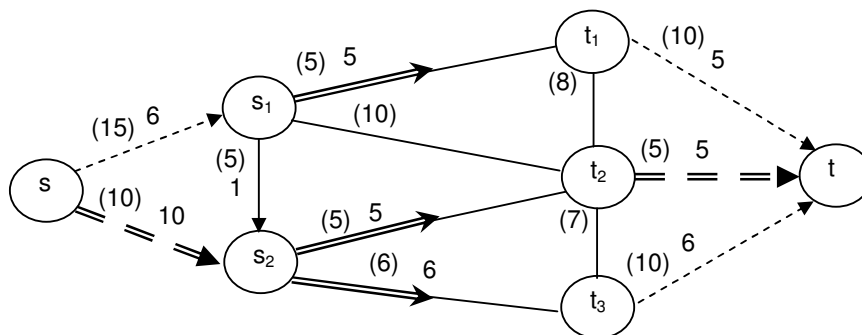 t1
(10)
5
(5) 5
(8)
s1
(10)
(15) 6
(5)
1
s
(10)
10
t2
(5) 5
t
(5) 5
(7)
s2
(6) 6
(10) 6
t3